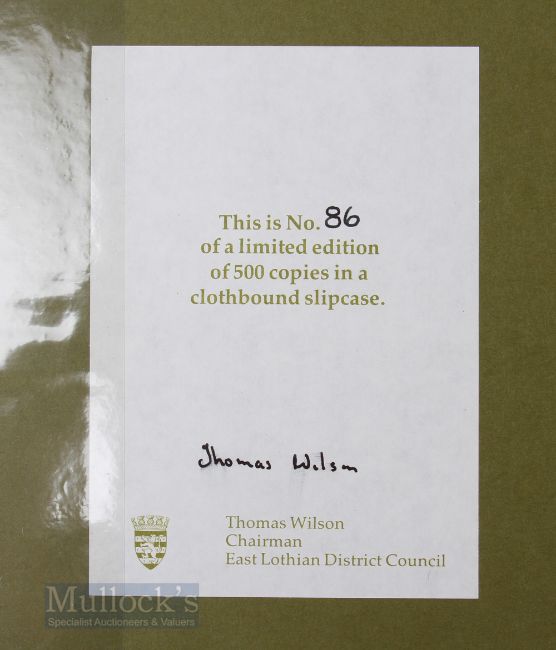 This is No. 86
of a limited edition
of 500 copies in a
clothbound slipcase.
Thomas Wilson
Thomas Wilson
Chairman
East Lothian District Council
Mullock's
Specialist Auctioneers & Valuers